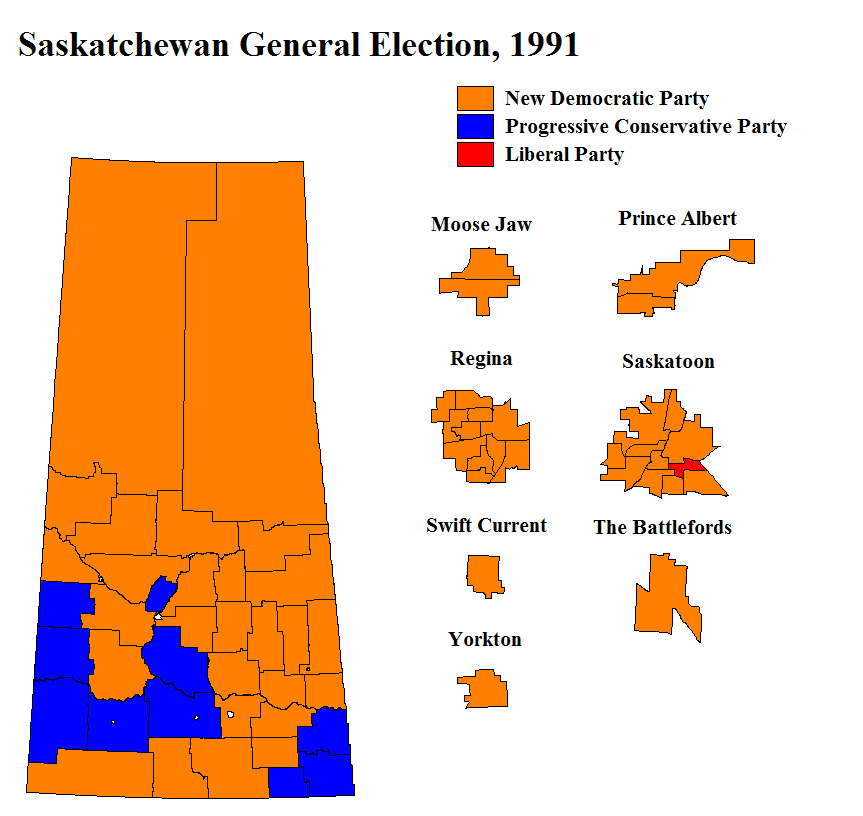 Saskatchewan General Election, 1991
New Democratic Party
Progressive Conservative Party
Liberal Party
Moose Jaw
Prince Albert
Regina
Saskatoon
Swift Current
The Battlefords
Yorkton